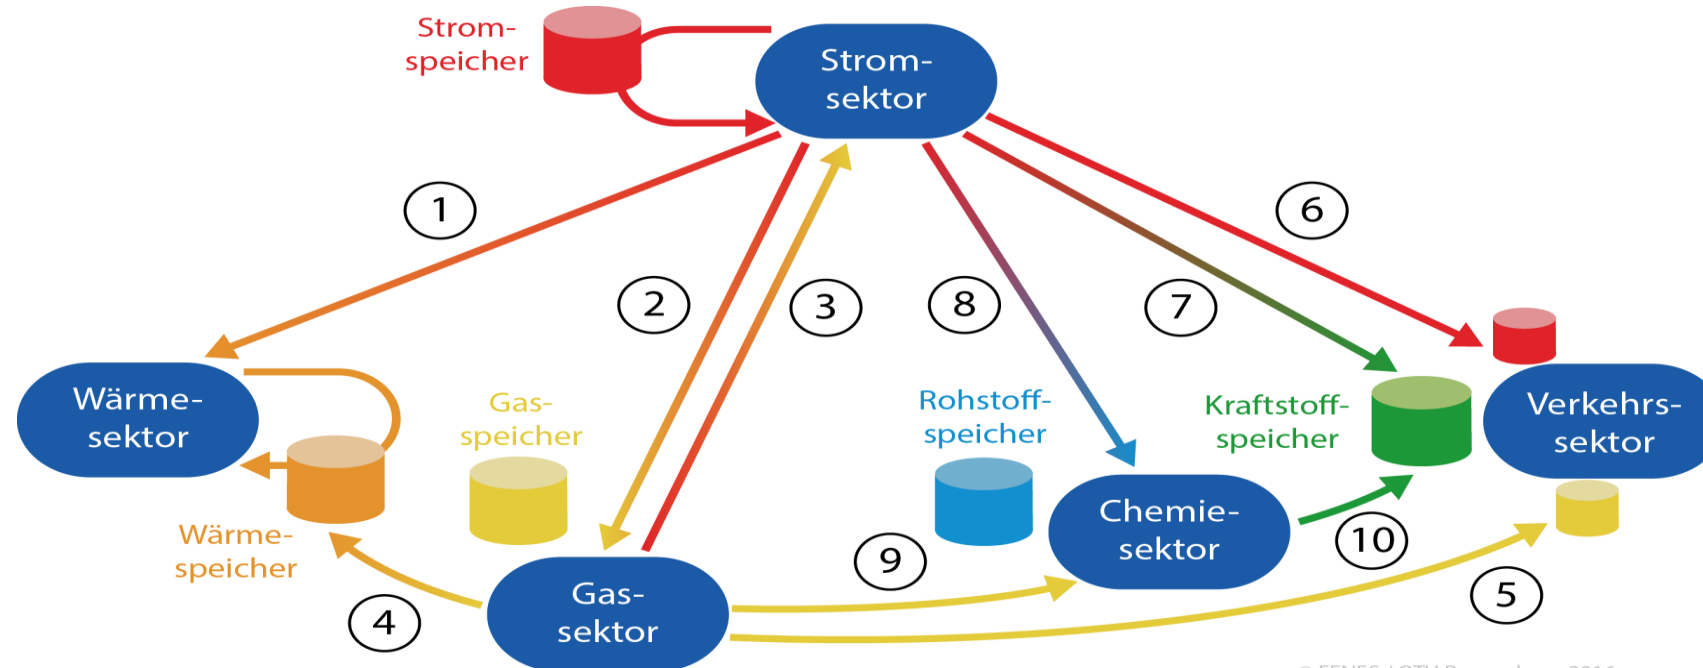 Strom-
speicher
Strom-
sektor
1
6
2
3
8
7
Wärme-
sektor
Gas-
speicher
Rohstoff-
speicher
Kraftstoff-
speicher
Verkehrs-
sektor
Wärme-
speicher
Chemie-
sektor
10
9
5
4
Gas-
sektor